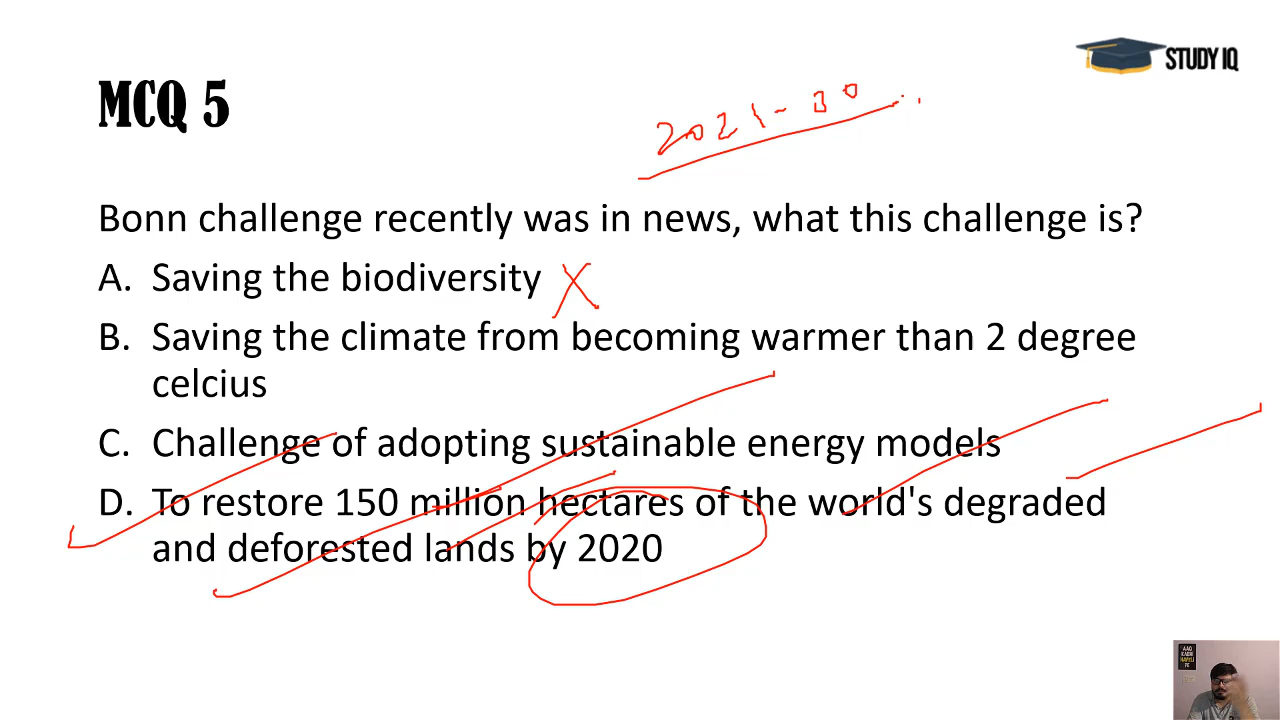 STUDY IQ
MCQ 5
2021-30
Bonn challenge recently was in news, what this challenge is?
A. Saving the biodiversity
B. Saving the climate from becoming warmer than 2 degree
celcius
C. Challenge of adopting sustainable energy models
D. To restore 150 million hectares of the world's degraded
and deforested lands by 2020